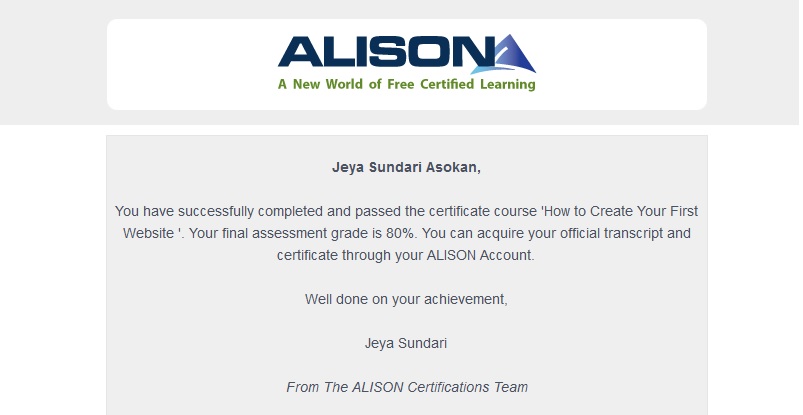 ALISON
A New World of Free Certified Learning
Jeya Sundari Asokan,
You have successfully completed and passed the certificate course 'How to Create Your First
Website '. Your final assessment grade is 80%. You can acquire your official transcript and
certificate through your ALISON Account.
Well done on your achievement,
Jeya Sundari
From The ALISON Certifications Team